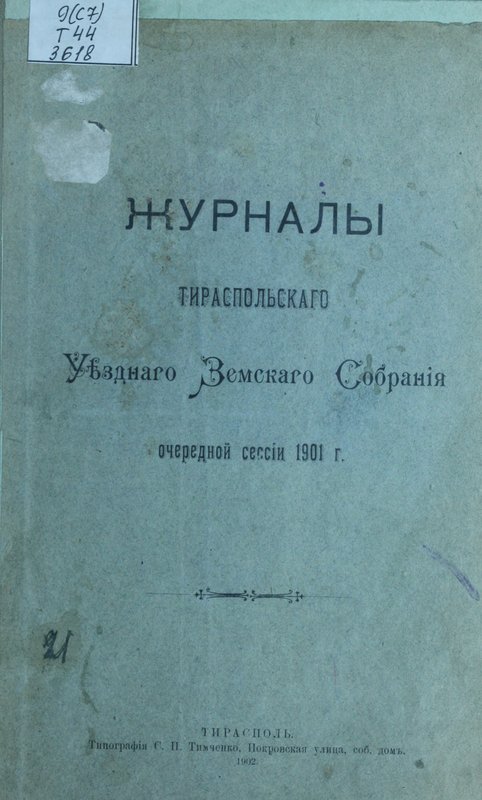 9(С7)
Т 44
3618
ЖУРНАЛЫ
ТИРАСПОЛЬСКАГО
Уѣзднаго Земскаго Собранія
очередной сессіи 1901 г.
21
ТИРАСПОЛЬ.
Типографія С. П. Тимченко, Покровская улица, соб. домъ.
1902